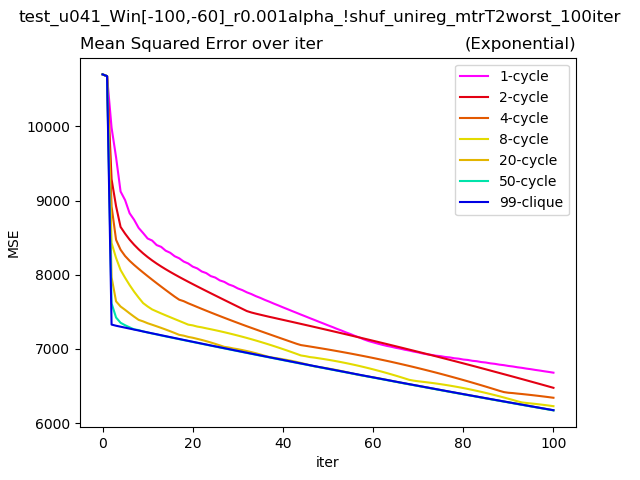 test_u041_Win[-100,-60]_r0.001alpha_!shuf_unireg_mtrT2worst_100iter
Mean Squared Error over iter (Exponential)
1-cycle
2-cycle
4-cycle
8-cycle
20-cycle
50-cycle
99-clique
MSE
10000
9000
8000
7000
6000
0 20 40 60 80 100
iter